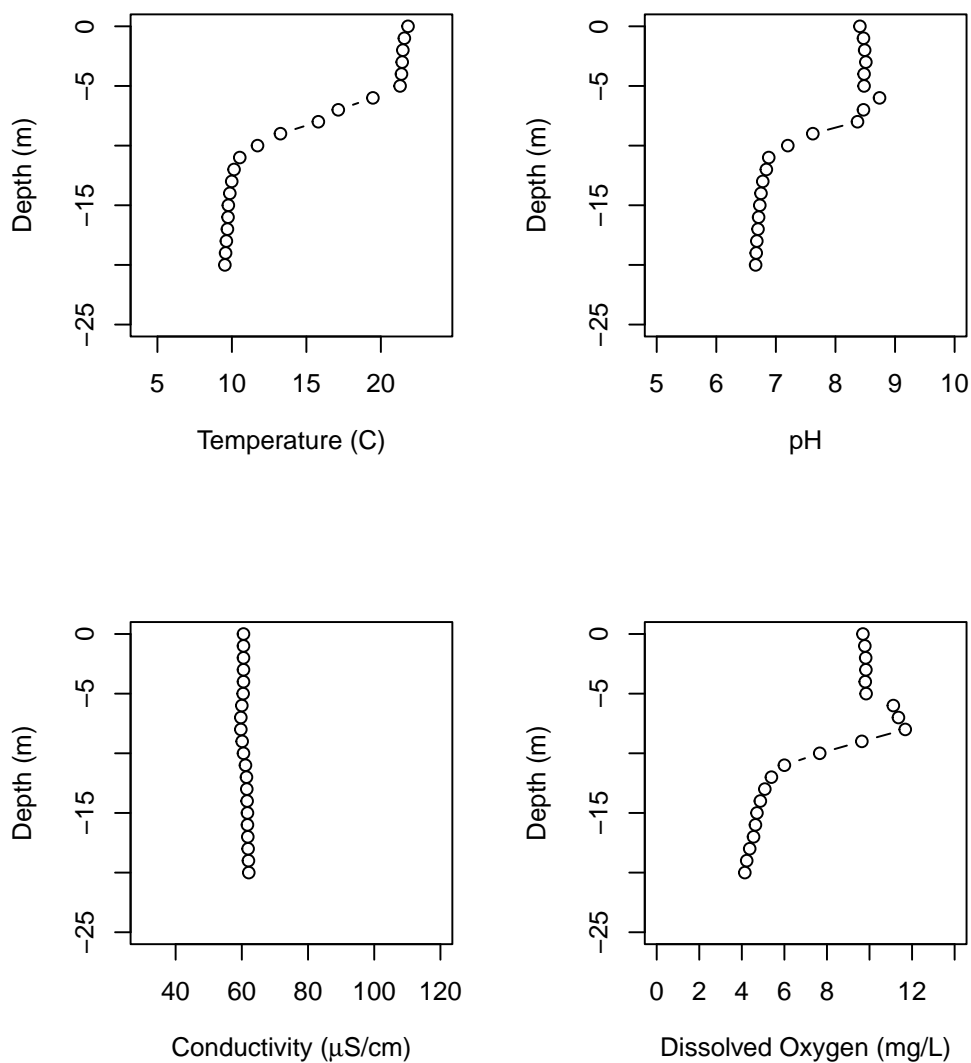 0
−5
−15
−25
Depth (m)
5 10 15 20
Temperature (C)
0
−5
−15
−25
Depth (m)
5 6 7 8 9 10
pH
0
−5
−15
−25
Depth (m)
40 60 80 100 120
Conductivity (μS/cm)
0
−5
−15
−25
Depth (m)
0 2 4 6 8 12
Dissolved Oxygen (mg/L)